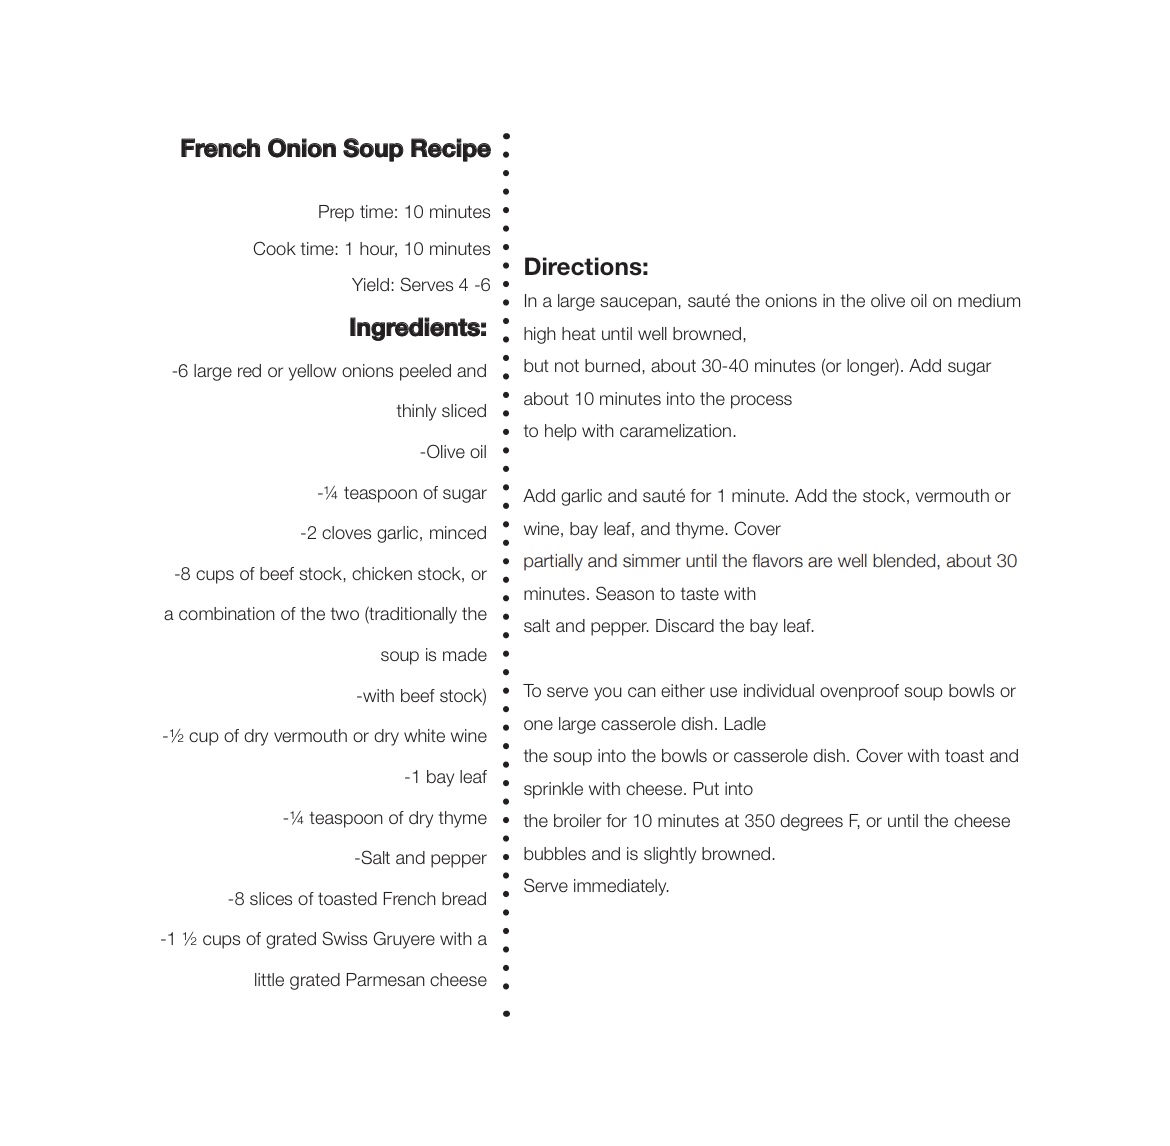 French Onion Soup Recipe
Prep time: 10 minutes
Cook time: 1 hour, 10 minutes
Yield: Serves 4 -6
Ingredients:
-6 large red or yellow onions peeled and
thinly sliced
-Olive oil
-¼ teaspoon of sugar
-2 cloves garlic, minced
-8 cups of beef stock, chicken stock, or
a combination of the two (traditionally the
soup is made
-with beef stock)
-½ cup of dry vermouth or dry white wine
-1 bay leaf
-¼ teaspoon of dry thyme
-Salt and pepper
-8 slices of toasted French bread
-1 ½ cups of grated Swiss Gruyere with a
little grated Parmesan cheese
Directions:
In a large saucepan, sauté the onions in the olive oil on medium
high heat until well browned,
but not burned, about 30-40 minutes (or longer). Add sugar
about 10 minutes into the process
to help with caramelization.
Add garlic and sauté for 1 minute. Add the stock, vermouth or
wine, bay leaf, and thyme. Cover
partially and simmer until the flavors are well blended, about 30
minutes. Season to taste with
salt and pepper. Discard the bay leaf.
To serve you can either use individual ovenproof soup bowls or
one large casserole dish. Ladle
the soup into the bowls or casserole dish. Cover with toast and
sprinkle with cheese. Put into
the broiler for 10 minutes at 350 degrees F, or until the cheese
bubbles and is slightly browned.
Serve immediately.